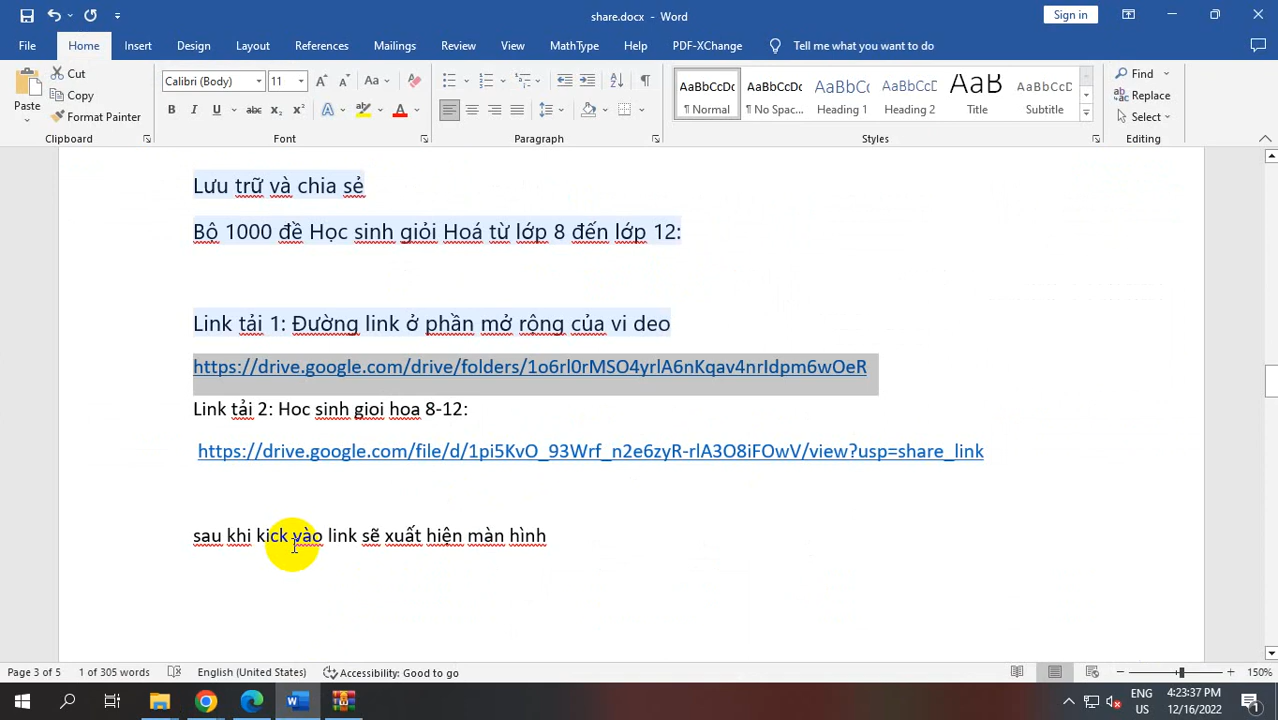 share.docx - Word
Sign in
File Home Insert Design Layout References Mailings Review View MathType Help PDF-XChange Tell me what you want to do
Paste
Cut
Copy
Format Painter
Calibri (Body) 11
AaBbCcDc AaBbCcDc AaBbCc AaBbCcD AaB AaBbCcD
¶ Normal ¶ No Spac... Heading 1 Heading 2 Title Subtitle
Find
Replace
Select
Clipboard Font Paragraph Styles Editing
Lưu trữ và chia sẻ
Bộ 1000 đề Học sinh giỏi Hoá từ lớp 8 đến lớp 12:
Link tải 1: Đường link ở phần mở rộng của vi deo
https://drive.google.com/drive/folders/1o6rl0rMSO4yrlA6nKqav4nrIdpm6wOeR
Link tải 2: Hoc sinh gioi hoa 8-12:
https://drive.google.com/file/d/1pi5KvO_93Wrf_n2e6zyR-rlA3O8iFOwV/view?usp=share_link
sau khi kick vào link sẽ xuất hiện màn hình
Page 3 of 5 1 of 305 words English (United States) Accessibility: Good to go 150%
ENG 4:23:37 PM
US 12/16/2022